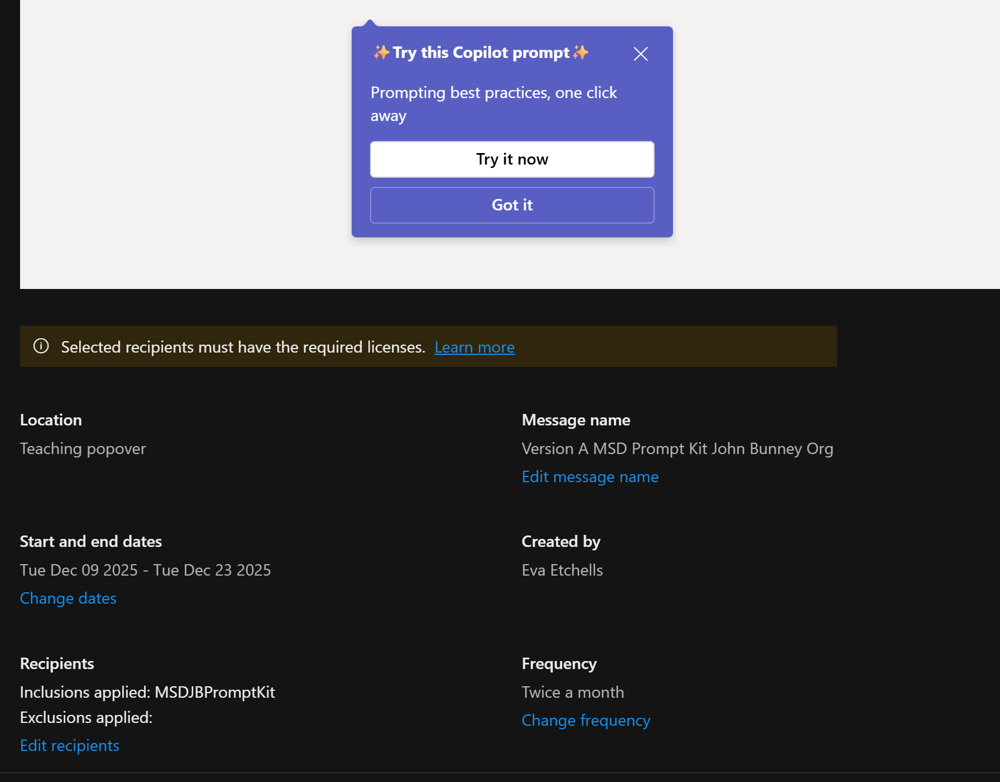 ✨Try this Copilot prompt✨
Prompting best practices, one click
away
Try it now
Got it
Selected recipients must have the required licenses. Learn more
Location
Teaching popover
Message name
Version A MSD Prompt Kit John Bunney Org
Edit message name
Start and end dates
Tue Dec 09 2025 - Tue Dec 23 2025
Change dates
Created by
Eva Etchells
Recipients
Inclusions applied: MSDJBPromptKit
Exclusions applied:
Edit recipients
Frequency
Twice a month
Change frequency